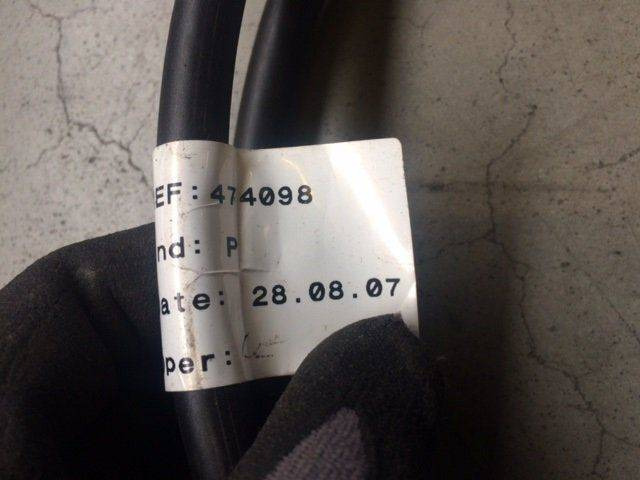 EF: 474098
nd: P
ate: 28.08.07
per: